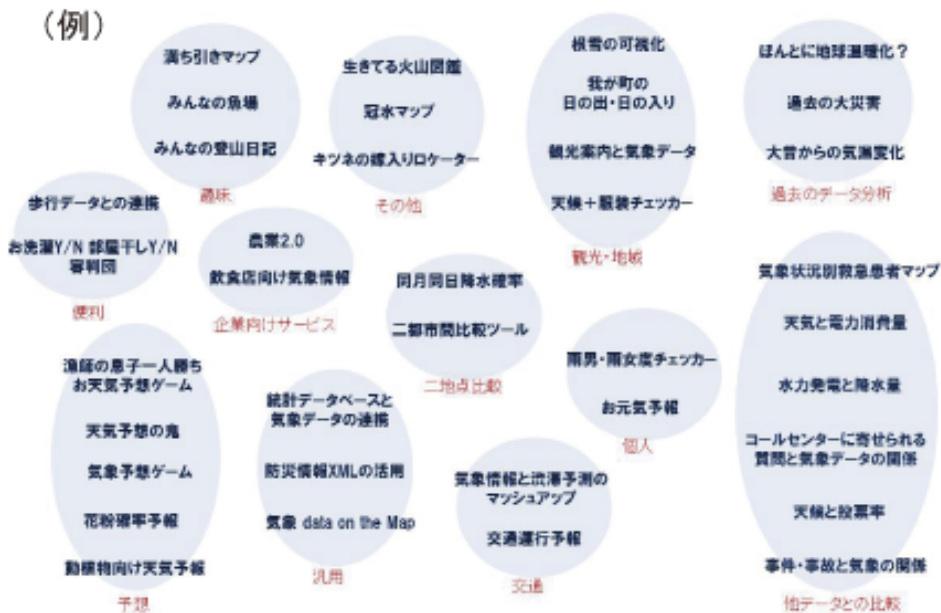 （例）
満ち引きマップ
みんなの魚場
みんなの登山日記
趣味
生きてる火山図鑑
冠水マップ
キツネの嫁入りロケーター
その他
根雪の可視化
我が町の
日の出・日の入り
観光案内と気象データ
天候＋服装チェッカー
観光・地域
ほんとに地球温暖化？
過去の大災害
大昔からの気温変化
過去のデータ分析
歩行データとの連携
お洗濯Y/N 部屋干しY/N
審判団
便利
農業2.0
飲食店向け気象情報
企業向けサービス
同月同日降水確率
二都市間比較ツール
二地点比較
雨男・雨女度チェッカー
お元気予報
個人
気象状況別救急患者マップ
天気と電力消費量
水力発電と降水量
コールセンターに寄せられる
質問と気象データの関係
天候と投票率
事件・事故と気象の関係
他データとの比較
漁師の息子一人勝ち
お天気予想ゲーム
天気予想の鬼
気象予想ゲーム
花粉確率予報
動植物向け天気予報
予想
統計データベースと
気象データの連携
防災情報XMLの活用
気象 data on the Map
汎用
気象情報と渋滞予測の
マッシュアップ
交通運行予報
交通